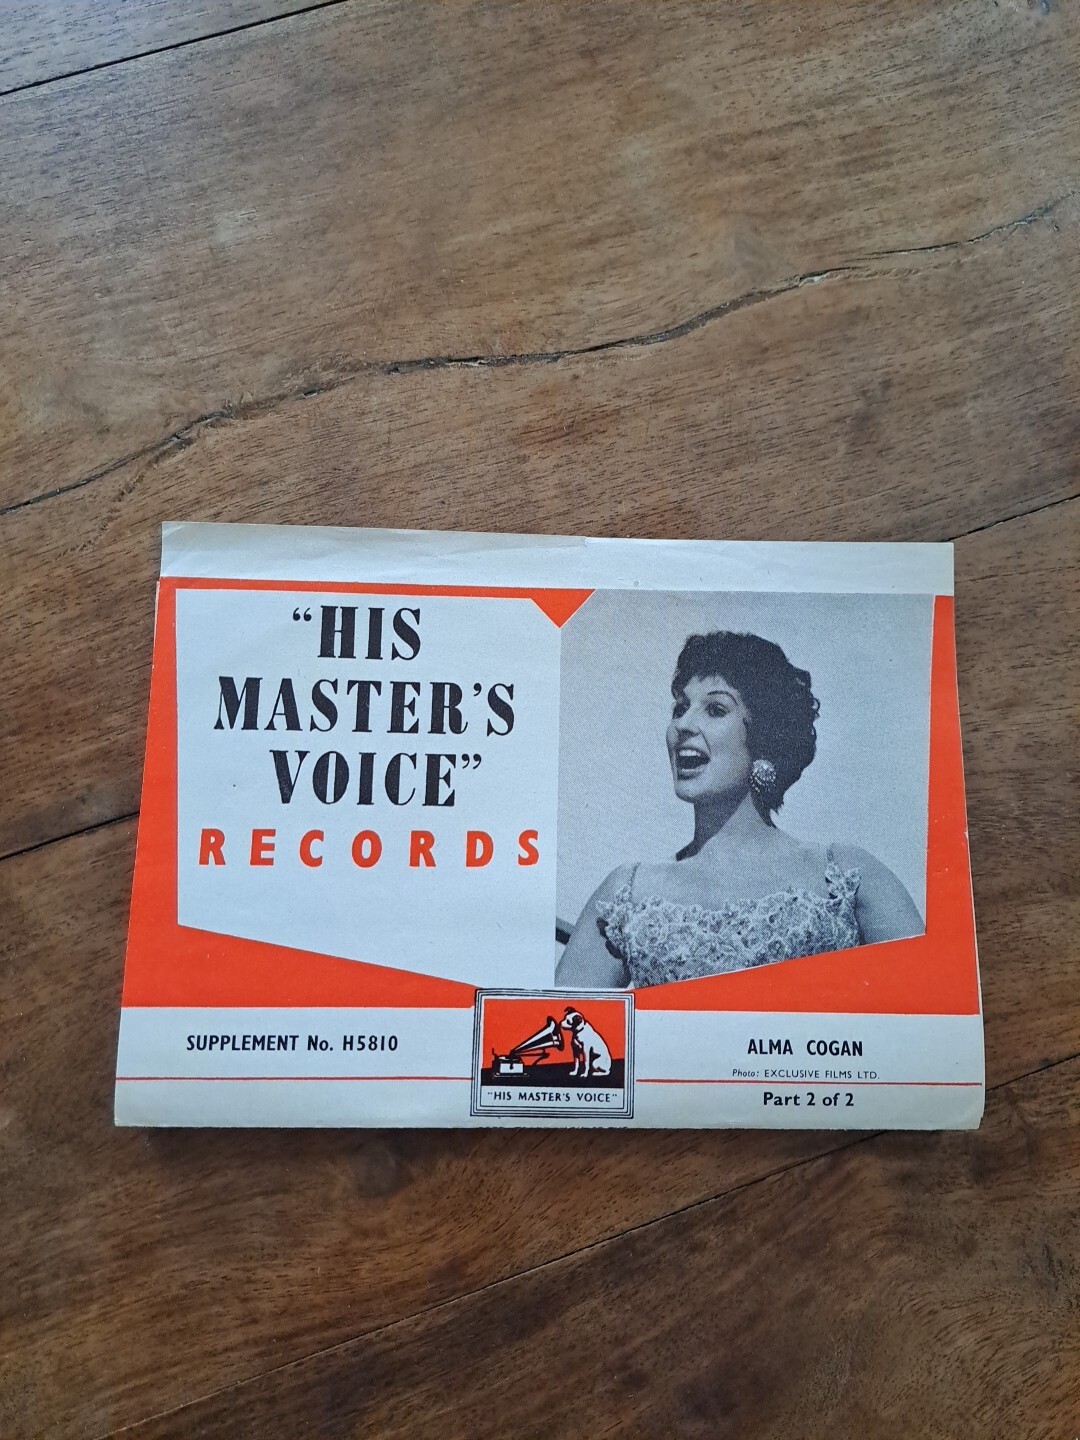 “HIS
MASTER’S
VOICE”
RECORDS
SUPPLEMENT No. H5810
"HIS MASTER'S VOICE"
ALMA COGAN
Photo: EXCLUSIVE FILMS LTD.
Part 2 of 2